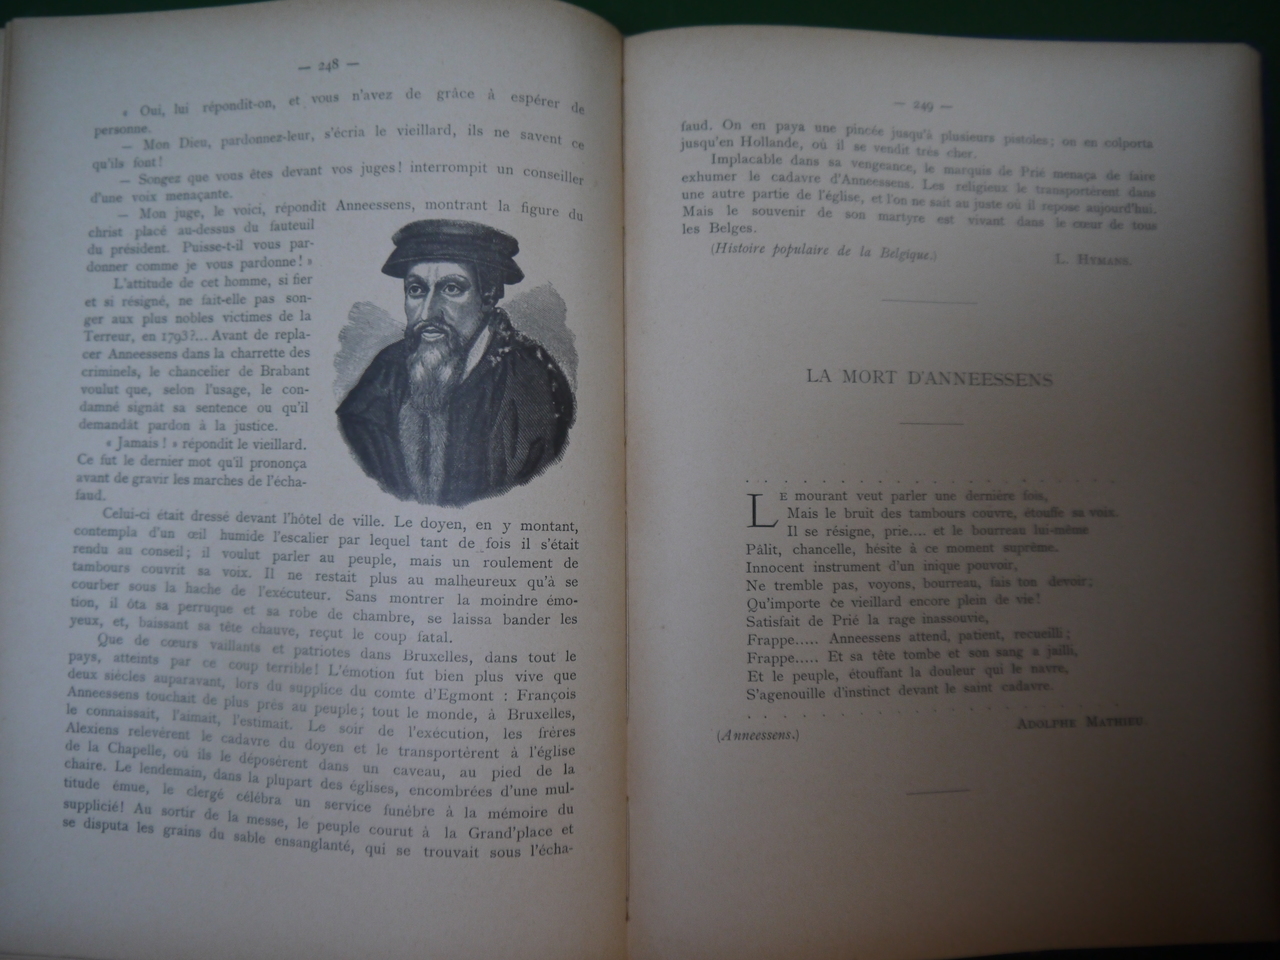 — 248 —
« Oui, lui répondit-on, et vous n'avez de grâce à espérer de
personne.
— Mon Dieu, pardonnez-leur, s'écria le vieillard, ils ne savent ce
qu'ils font!
— Songez que vous êtes devant vos juges! interrompit un conseiller
d'une voix menaçante.
— Mon juge, le voici, répondit Anneessens, montrant la figure du
christ placé au-dessus du fauteuil
du président. Puisse-t-il vous par-
donner comme je vous pardonne! »
L'attitude de cet homme, si fier
et si résigné, ne fait-elle pas son-
ger aux plus nobles victimes de la
Terreur, en 1793?... Avant de repla-
cer Anneessens dans la charrette des
criminels, le chancelier de Brabant
voulut que, selon l'usage, le con-
damné signât sa sentence ou qu'il
demandât pardon à la justice.
« Jamais! » répondit le vieillard.
Ce fut le dernier mot qu'il prononça
avant de gravir les marches de l'écha-
faud.
Celui-ci était dressé devant l'hôtel de ville. Le doyen, en y montant,
contempla d'un œil humide l'escalier par lequel tant de fois il s'était
rendu au conseil; il voulut parler au peuple, mais un roulement de
tambours couvrit sa voix. Il ne restait plus au malheureux qu'à se
courber sous la hache de l'exécuteur. Sans montrer la moindre émo-
tion, il ôta sa perruque et sa robe de chambre, se laissa bander les
yeux, et, baissant sa tête chauve, reçut le coup fatal.
Que de cœurs vaillants et patriotes dans Bruxelles, dans tout le
pays, atteints par ce coup terrible! L'émotion fut bien plus vive que
deux siècles auparavant, lors du supplice du comte d'Egmont : François
Anneessens touchait de plus près au peuple; tout le monde, à Bruxelles,
le connaissait, l'aimait, l'estimait. Le soir de l'exécution, les frères
Alexiens relevèrent le cadavre du doyen et le transportèrent à l'église
de la Chapelle, où ils le déposèrent dans un caveau, au pied de la
chaire. Le lendemain, dans la plupart des églises, encombrées d'une mul-
titude émue, le clergé célébra un service funèbre à la mémoire du
supplicié! Au sortir de la messe, le peuple courut à la Grand'place et
se disputa les grains du sable ensanglanté, qui se trouvait sous l'écha-
— 249 —
faud. On en paya une pincée jusqu'à plusieurs pistoles; on en colporta
jusqu'en Hollande, où il se vendit très cher.
Implacable dans sa vengeance, le marquis de Prié menaça de faire
exhumer le cadavre d'Anneessens. Les religieux le transportèrent dans
une autre partie de l'église, et l'on ne sait au juste où il repose aujourd'hui.
Mais le souvenir de son martyre est vivant dans le cœur de tous
les Belges.
(Histoire populaire de la Belgique.) L. Hymans.
LA MORT D'ANNEESSENS
Le mourant veut parler une dernière fois,
Mais le bruit des tambours couvre, étouffe sa voix.
Il se résigne, prie.... et le bourreau lui-même
Pâlit, chancelle, hésite à ce moment suprême.
Innocent instrument d'un inique pouvoir,
Ne tremble pas, voyons, bourreau, fais ton devoir;
Qu'importe ce vieillard encore plein de vie!
Satisfait de Prié la rage inassouvie,
Frappe..... Anneessens attend, patient, recueilli;
Frappe..... Et sa tête tombe et son sang a jailli,
Et le peuple, étouffant la douleur qui le navre,
S'agenouille d'instinct devant le saint cadavre.
(Anneessens.) Adolphe Mathieu.